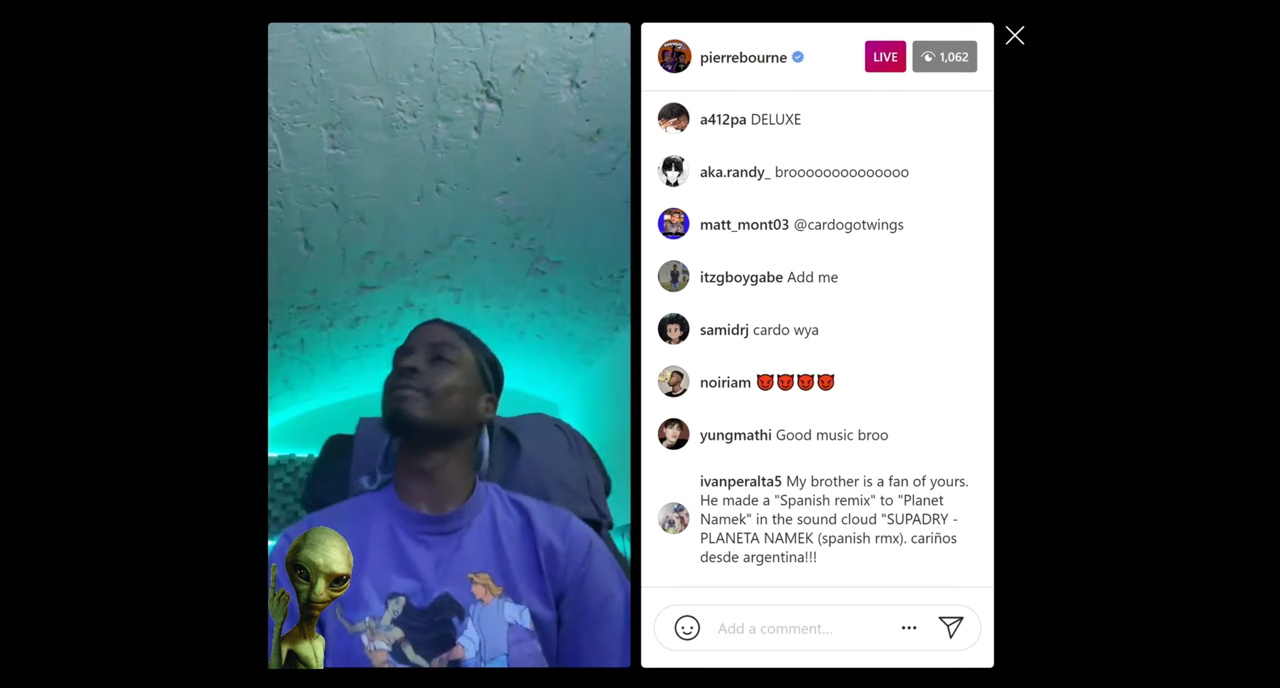 pierrebourne
LIVE
1,062
a412pa DELUXE
aka.randy_ broooooooooooooo
matt_mont03 @cardogotwings
itzgboygabe Add me
samidrj cardo wya
noiriam 😈😈😈😈
yungmathi Good music broo
ivanperalta5 My brother is a fan of yours.
He made a "Spanish remix" to "Planet
Namek" in the sound cloud "SUPADRY -
PLANETA NAMEK (spanish rmx). cariños
desde argentina!!!
Add a comment...